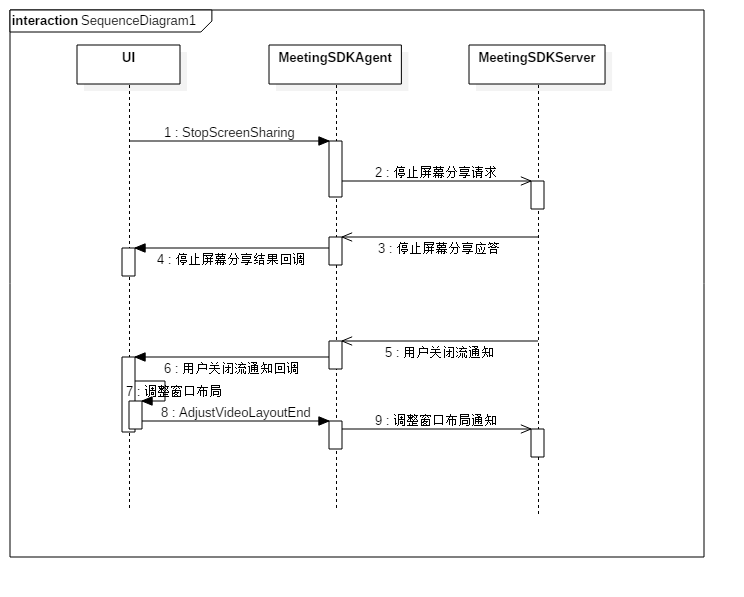 interaction SequenceDiagram1
UI
MeetingSDKAgent
MeetingSDKServer
1 : StopScreenSharing
2 : 停止屏幕分享请求
3 : 停止屏幕分享应答
4 : 停止屏幕分享结果回调
5 : 用户关闭流通知
6 : 用户关闭流通知回调
7 : 调整窗口布局
8 : AdjustVideoLayoutEnd
9 : 调整窗口布局通知